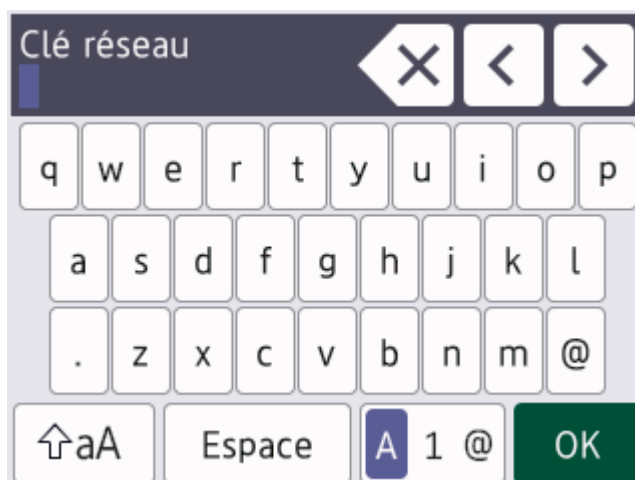 Clé réseau
q w e r t y u i o p
a s d f g h j k l
. z x c v b n m @
aA Espace A 1 @ OK